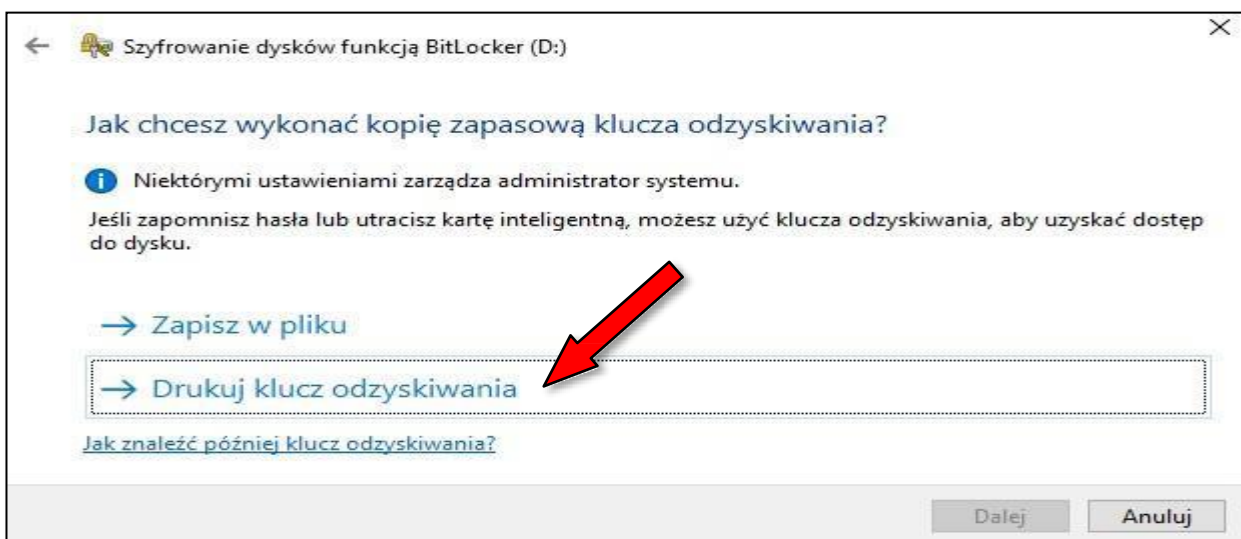 Szyfrowanie dysków funkcją BitLocker (D:)
Jak chcesz wykonać kopię zapasową klucza odzyskiwania?
Niektórymi ustawieniami zarządza administrator systemu.
Jeśli zapomnisz hasła lub utracisz kartę inteligentną, możesz użyć klucza odzyskiwania, aby uzyskać dostęp
do dysku.
Zapisz w pliku
Drukuj klucz odzyskiwania
Jak znaleźć później klucz odzyskiwania?
Dalej
Anuluj